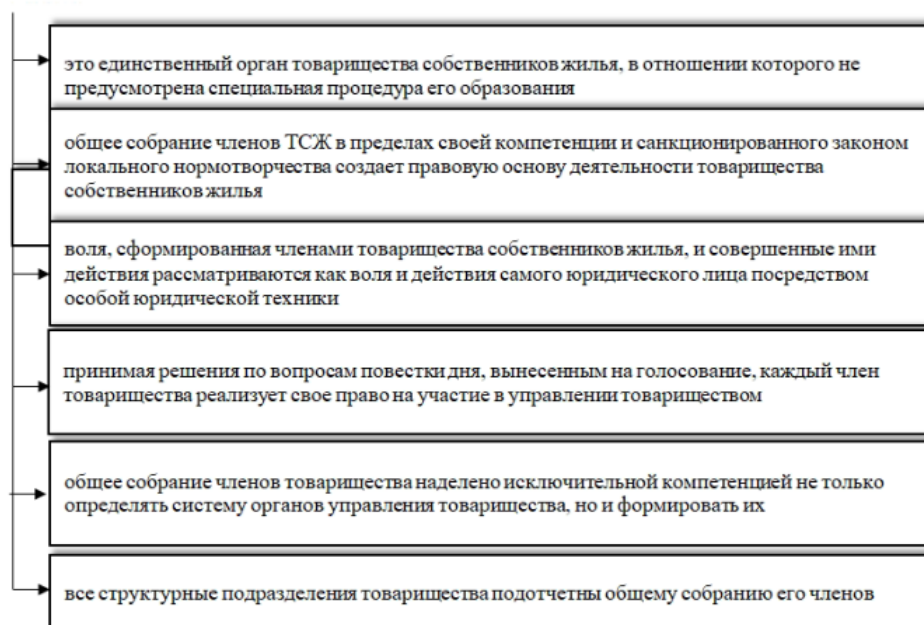 это единственный орган товарищества собственников жилья, в отношении которого не
предусмотрена специальная процедура его образования
общее собрание членов ТСЖ в пределах своей компетенции и санкционированного законом
локального нормотворчества создает правовую основу деятельности товарищества
собственников жилья
воля, сформированная членами товарищества собственников жилья, и совершенные ими
действия рассматриваются как воля и действия самого юридического лица посредством
особой юридической техники
принимая решения по вопросам повестки дня, вынесенным на голосование, каждый член
товарищества реализует свое право на участие в управлении товариществом
общее собрание членов товарищества наделено исключительной компетенцией не только
определять систему органов управления товарищества, но и формировать их
все структурные подразделения товарищества подотчетны общему собранию его членов